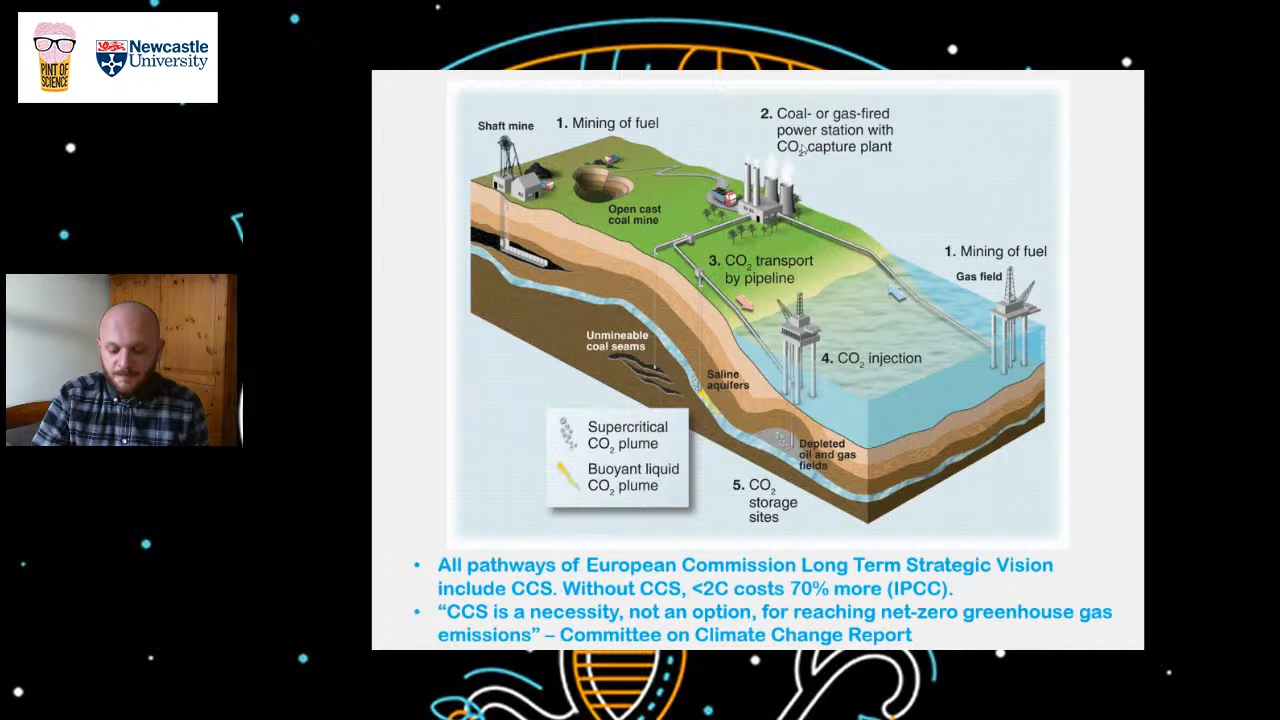 PINT OF
SCIENCE
Newcastle
University
Shaft mine
1. Mining of fuel
2. Coal- or gas-fired
power station with
CO2 capture plant
Open cast
coal mine
1. Mining of fuel
Gas field
3. CO2 transport
by pipeline
Unmineable
coal seams
4. CO2 injection
Saline
aquifers
Supercritical
CO2 plume
Buoyant liquid
CO2 plume
Depleted
oil and gas
fields
5. CO2
storage
sites
• All pathways of European Commission Long Term Strategic Vision
include CCS. Without CCS, <2C costs 70% more (IPCC).
• “CCS is a necessity, not an option, for reaching net-zero greenhouse gas
emissions” – Committee on Climate Change Report